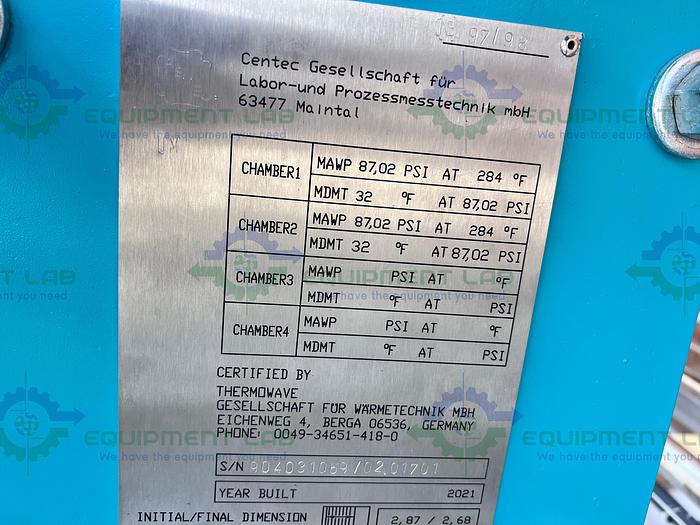 Centec Gesellschaft für
Labor-und Prozessmesstechnik mbH
63477 Maintal
CHAMBER1 MAWP 87,02 PSI AT 284 °F
MDMT 32 °F AT 87,02 PSI
CHAMBER2 MAWP 87,02 PSI AT 284 °F
MDMT 32 °F AT 87,02 PSI
CHAMBER3 MAWP PSI AT °F
MDMT °F AT PSI
CHAMBER4 MAWP PSI AT °F
MDMT °F AT PSI
CERTIFIED BY
THERMOWAVE
GESELLSCHAFT FÜR WÄRMETECHNIK MBH
EICHENWEG 4, BERGA 06536, GERMANY
PHONE: 0049-34651-418-0
S/N 904031069/02.01701
YEAR BUILT 2021
INITIAL/FINAL DIMENSION 2,87 / 2,68
EQUIPMENT LAB
We have the equipment you need